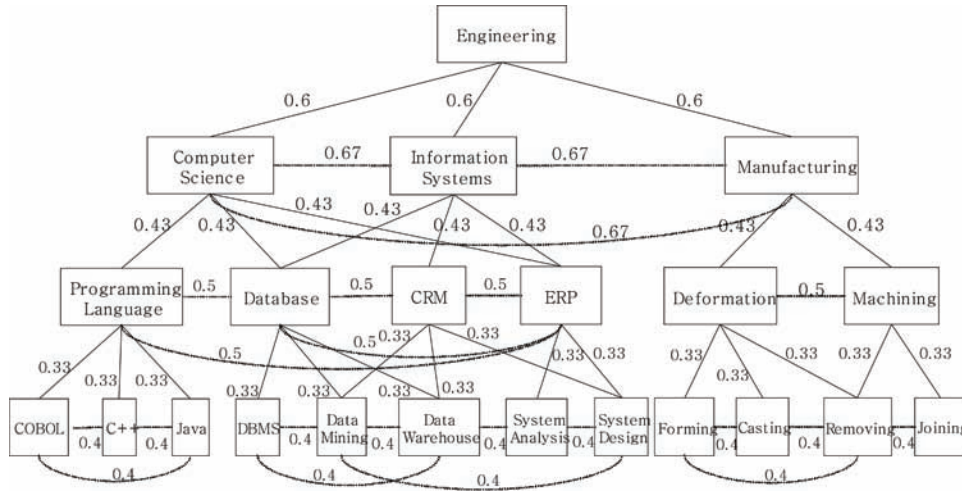 Engineering
0.6
0.6
0.6
Computer
Science
0.67
Information
Systems
0.67
Manufacturing
0.43
0.43
0.43
0.43
0.43
0.67
0.43
0.43
Programming
Language
0.5
Database
0.5
CRM
0.5
ERP
Deformation
0.5
Machining
0.33
0.33
0.33
0.5
0.33
0.33
0.5
0.33
0.33
0.33
0.33
0.33
0.33
0.33
0.33
0.33
0.33
0.33
COBOL
0.4
C++
0.4
Java
DBMS
0.4
Data
Mining
0.4
Data
Warehouse
0.4
System
Analysis
0.4
System
Design
Forming
0.4
Casting
0.4
Removing
0.4
Joining
0.4
0.4
0.4
0.4